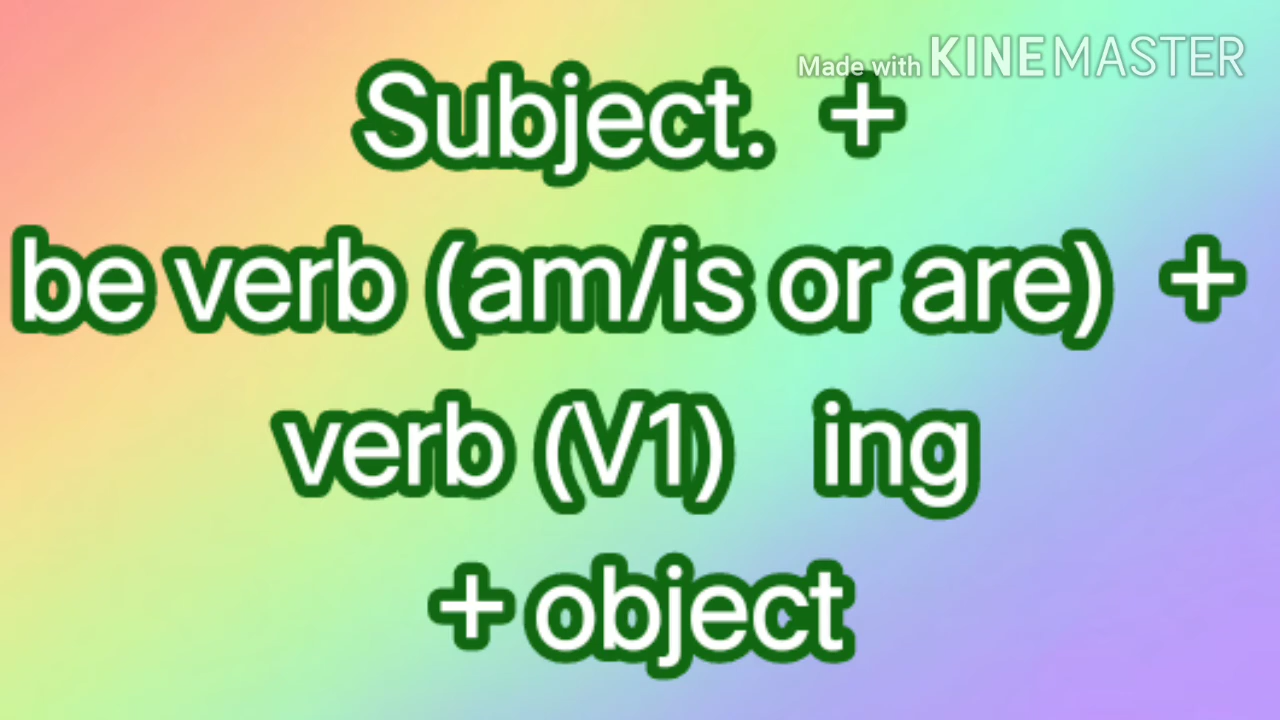 Made with KINEMASTER
Subject. +
be verb (am/is or are) +
verb (V1) ing
+ object